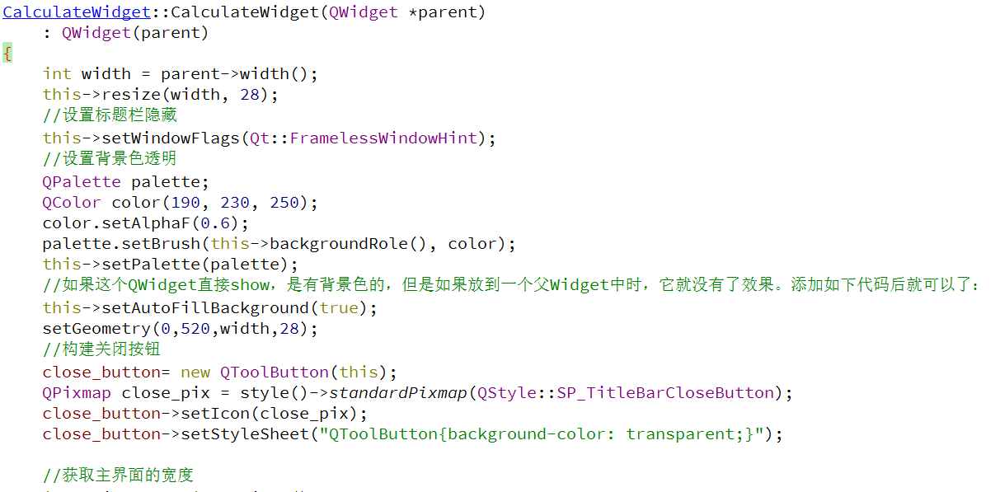 CalculateWidget::CalculateWidget(QWidget *parent)
    : QWidget(parent)
{
    int width = parent->width();
    this->resize(width, 28);
    //设置标题栏隐藏
    this->setWindowFlags(Qt::FramelessWindowHint);
    //设置背景色透明
    QPalette palette;
    QColor color(190, 230, 250);
    color.setAlphaF(0.6);
    palette.setBrush(this->backgroundRole(), color);
    this->setPalette(palette);
    //如果这个QWidget直接show，是有背景色的，但是如果放到一个父Widget中时，它就没有了效果。添加如下代码后就可以了：
    this->setAutoFillBackground(true);
    setGeometry(0,520,width,28);
    //构建关闭按钮
    close_button= new QToolButton(this);
    QPixmap close_pix = style()->standardPixmap(QStyle::SP_TitleBarCloseButton);
    close_button->setIcon(close_pix);
    close_button->setStyleSheet("QToolButton{background-color: transparent;}");
    //获取主界面的宽度